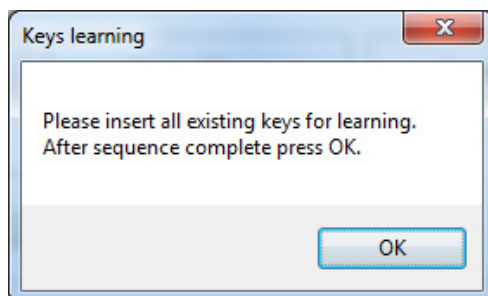 Keys learning
Please insert all existing keys for learning.
After sequence complete press OK.
OK